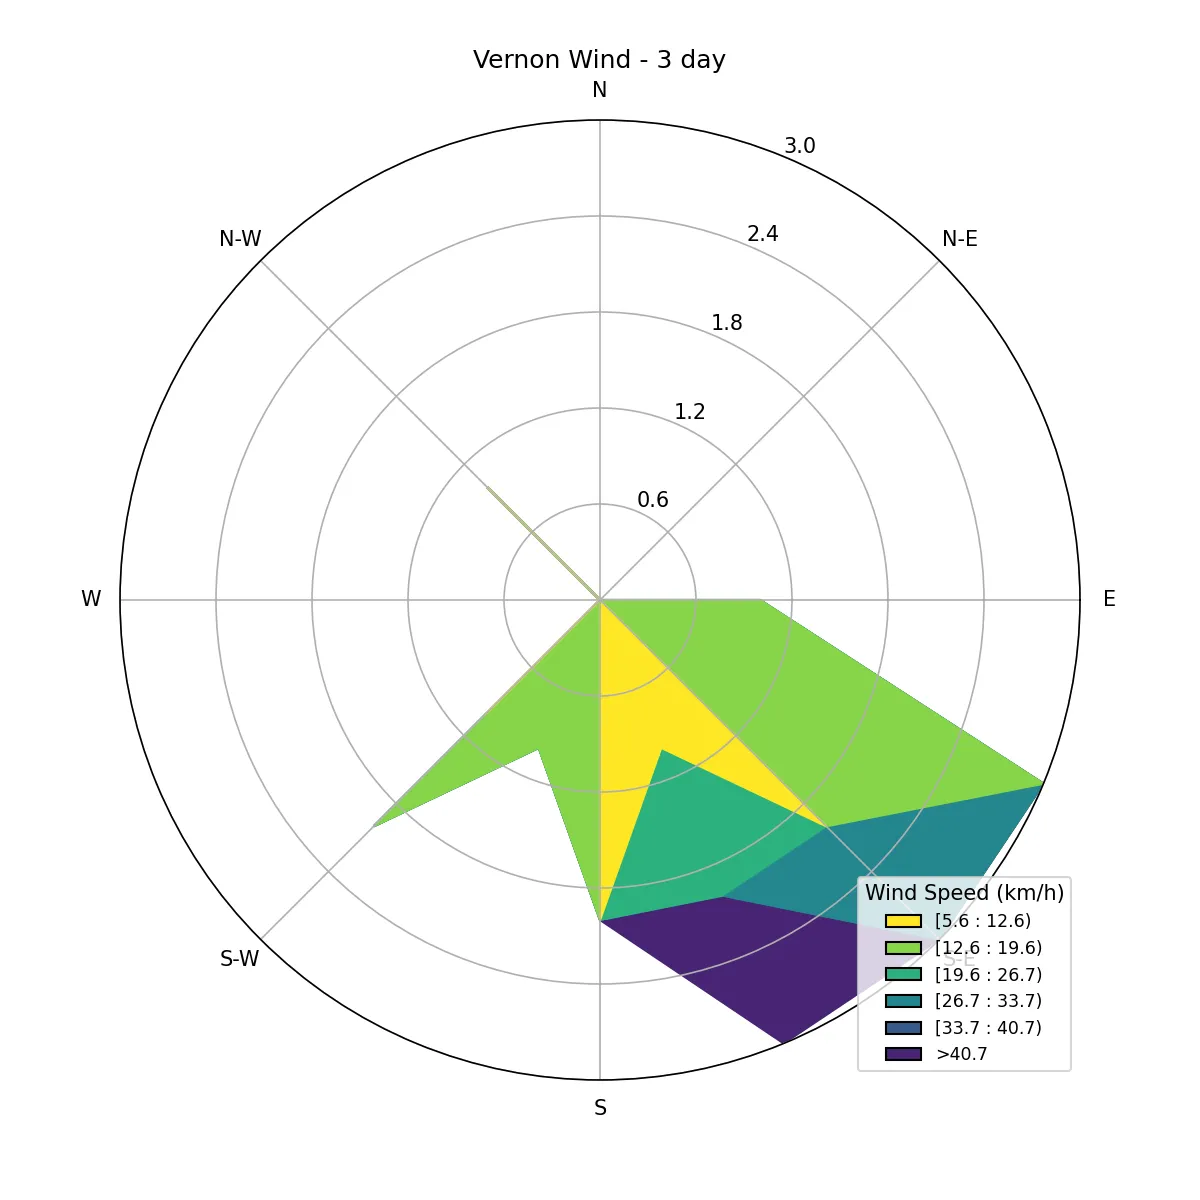 Vernon Wind - 3 day
N
3.0
N-W
2.4
N-E
1.8
1.2
0.6
W
E
Wind Speed (km/h)
[5.6 : 12.6)
[12.6 : 19.6)
S-W
S-E
[19.6 : 26.7)
[26.7 : 33.7)
[33.7 : 40.7)
>40.7
S